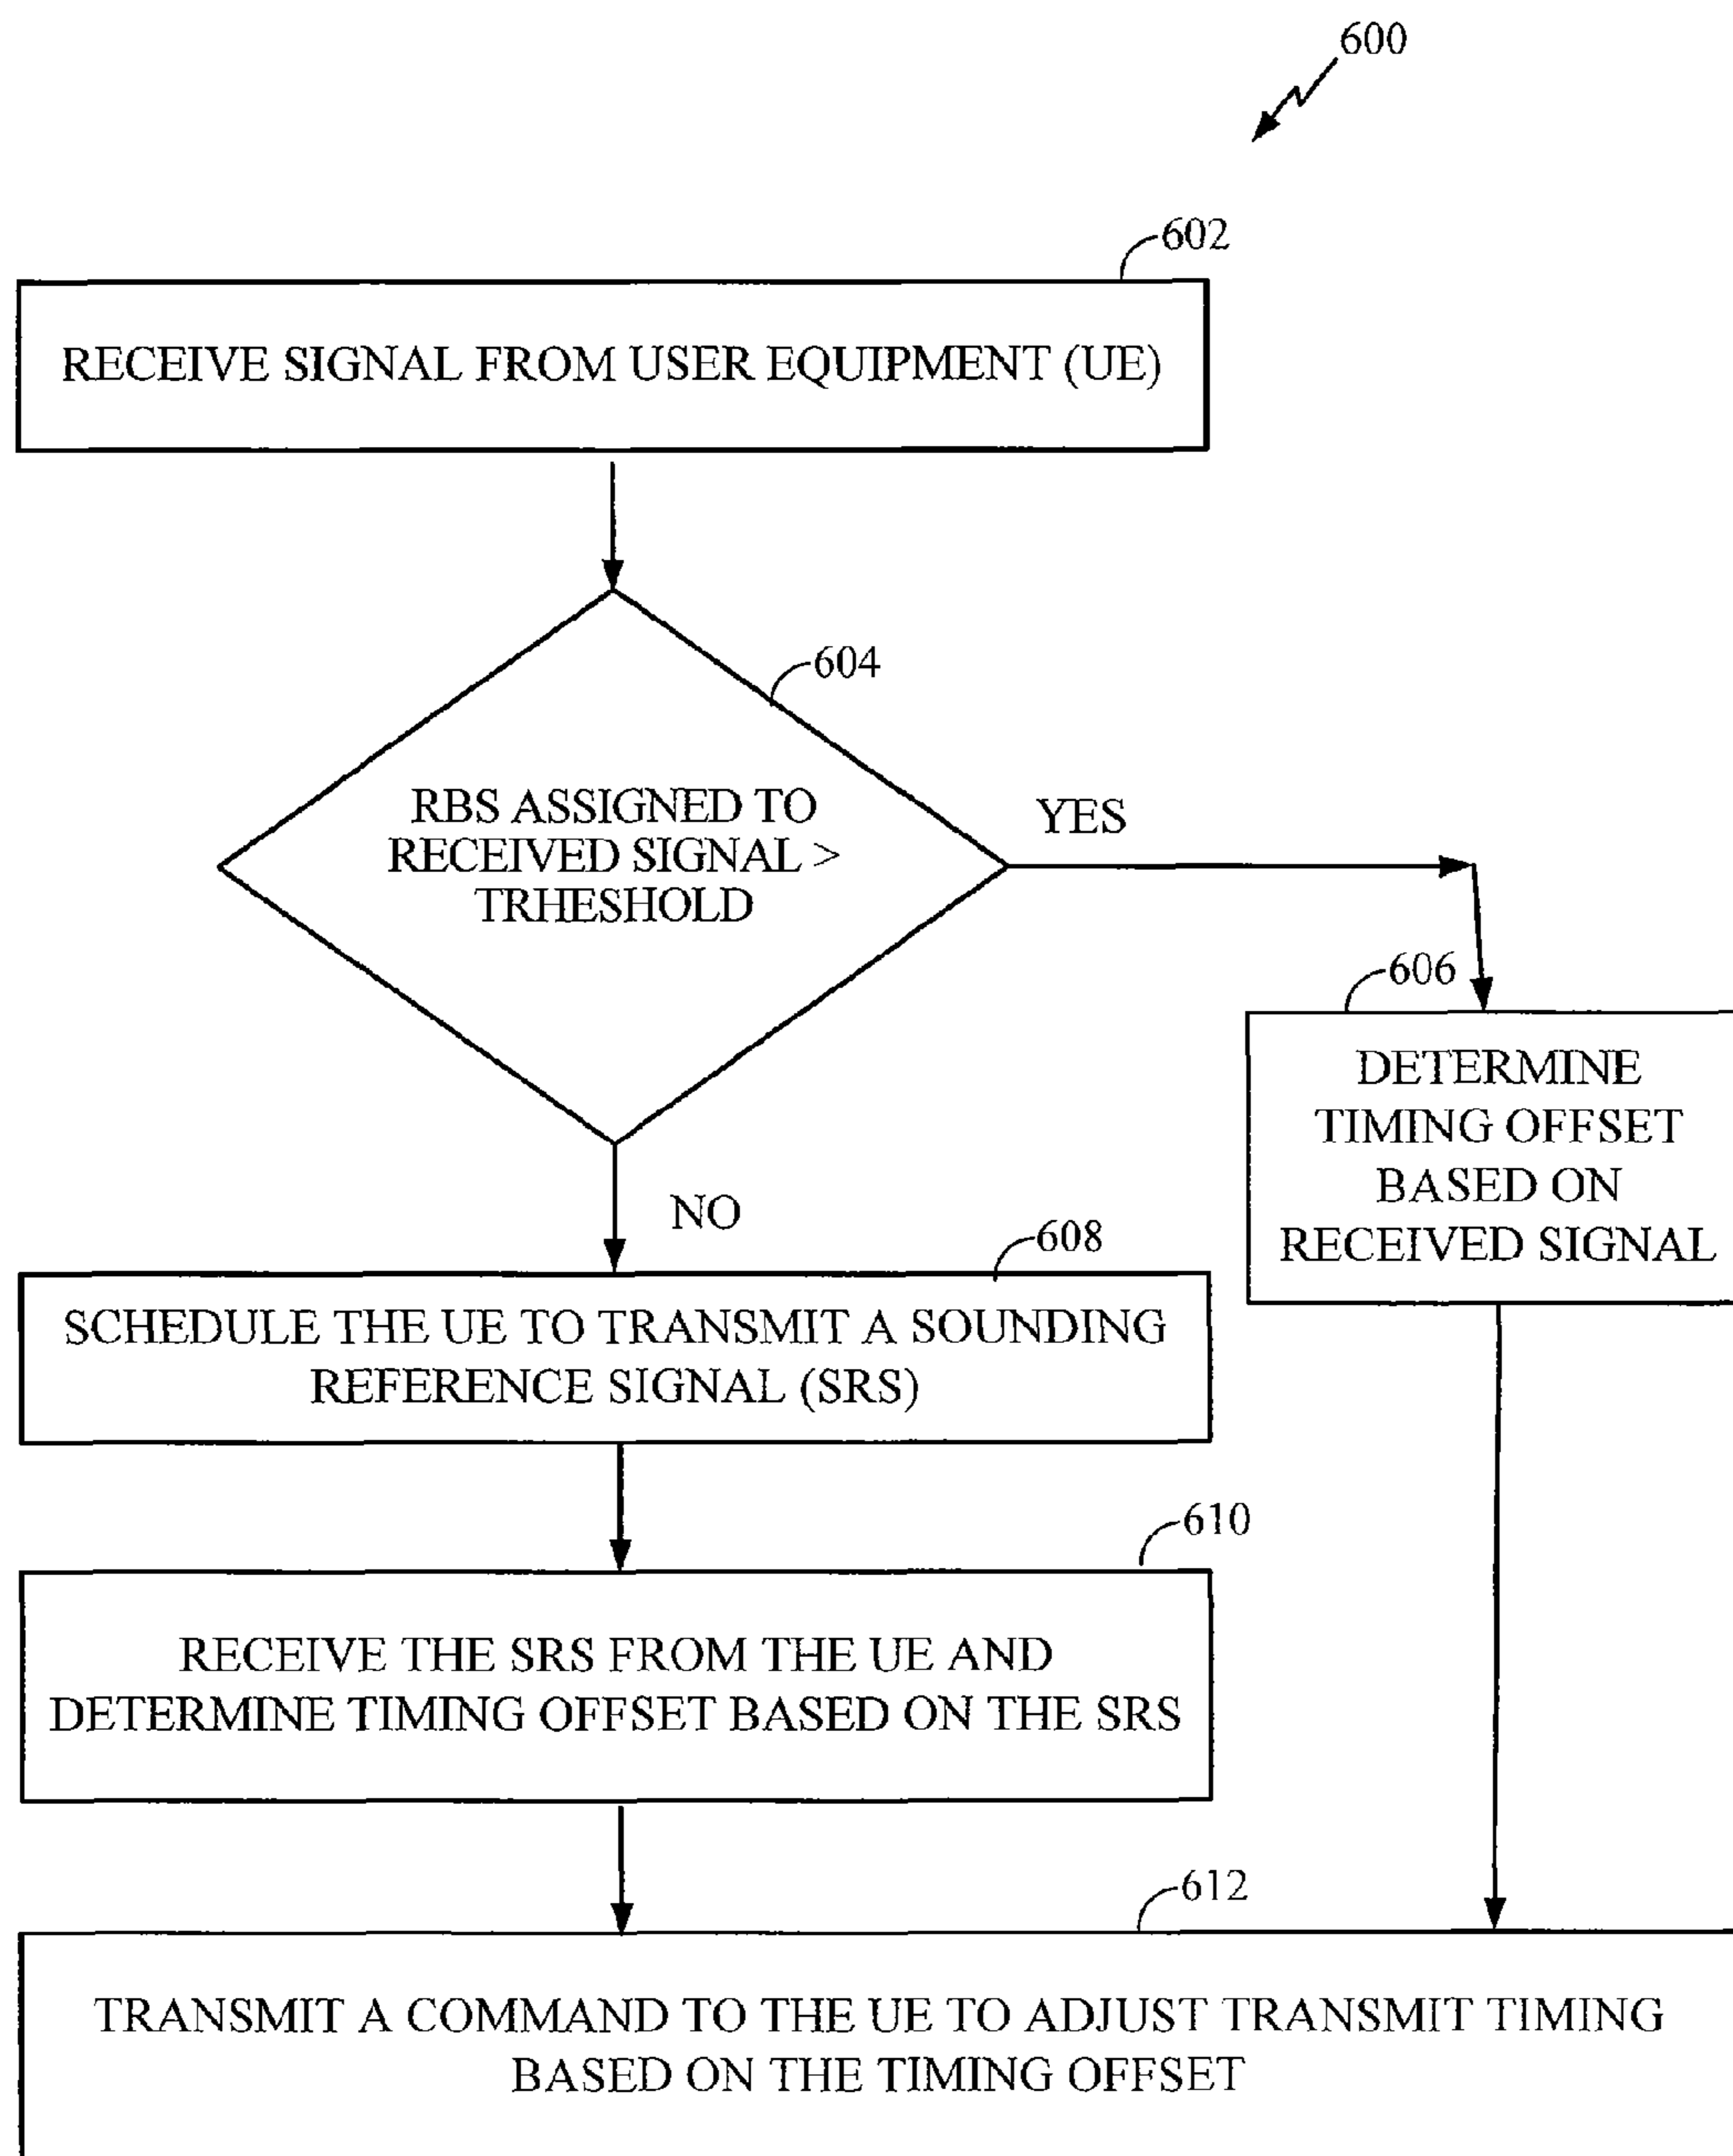 600
602
RECEIVE SIGNAL FROM USER EQUIPMENT (UE)
604
RBS ASSIGNED TO
RECEIVED SIGNAL >
TRHESHOLD
YES
606
DETERMINE
TIMING OFFSET
BASED ON
RECEIVED SIGNAL
NO
608
SCHEDULE THE UE TO TRANSMIT A SOUNDING
REFERENCE SIGNAL (SRS)
610
RECEIVE THE SRS FROM THE UE AND
DETERMINE TIMING OFFSET BASED ON THE SRS
612
TRANSMIT A COMMAND TO THE UE TO ADJUST TRANSMIT TIMING
BASED ON THE TIMING OFFSET